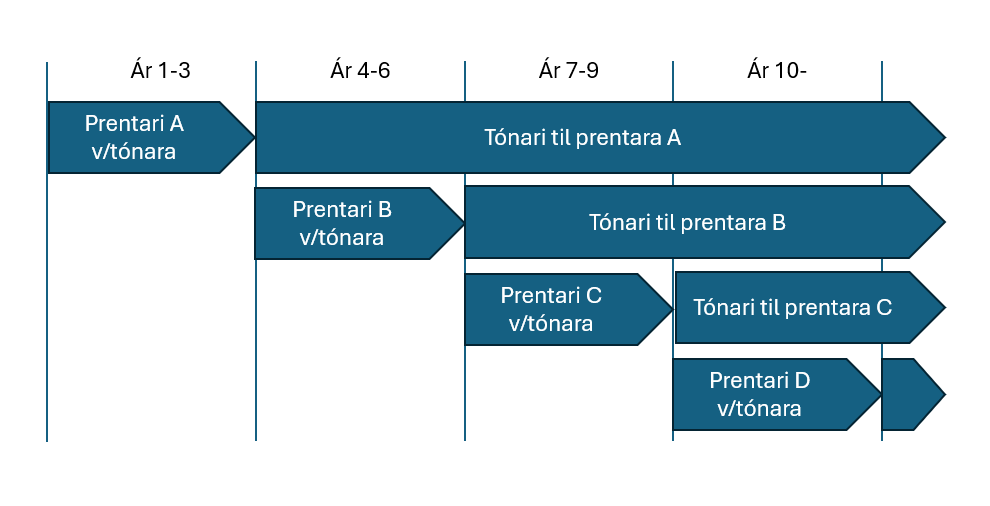 Ár 1-3
Ár 4-6
Ár 7-9
Ár 10-
Prentari A
v/tónara
Tónari til prentara A
Prentari B
v/tónara
Tónari til prentara B
Prentari C
v/tónara
Tónari til prentara C
Prentari D
v/tónara